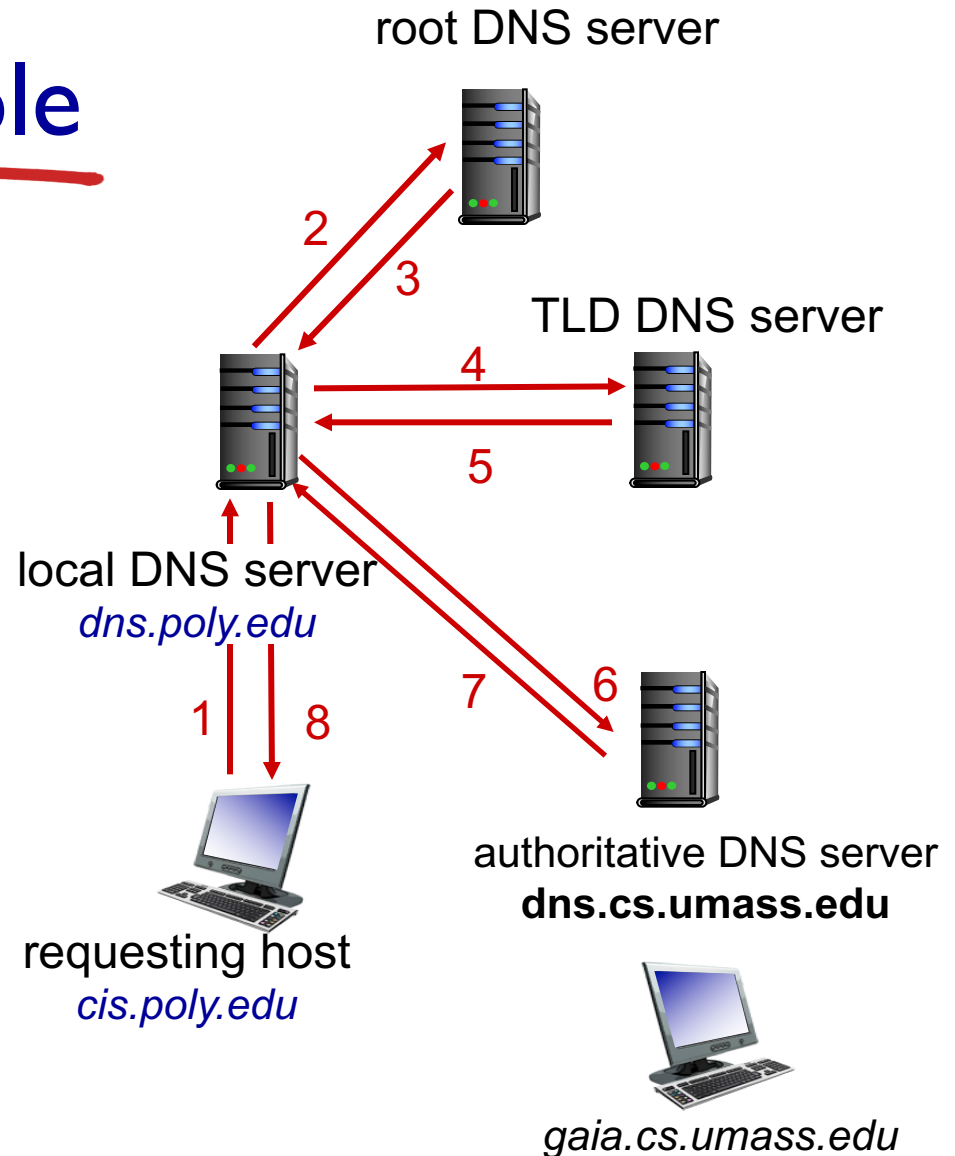 root DNS server
2
3
TLD DNS server
4
5
local DNS server
dns.poly.edu
1
8
7
6
authoritative DNS server
dns.cs.umass.edu
requesting host
cis.poly.edu
gaia.cs.umass.edu